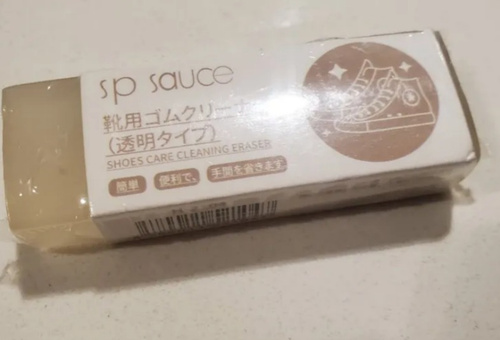 sp sauce
靴用ゴムクリーナ
(透明タイプ)
SHOES CARE CLEANING ERASER
簡単 便利で、 手間を省きます